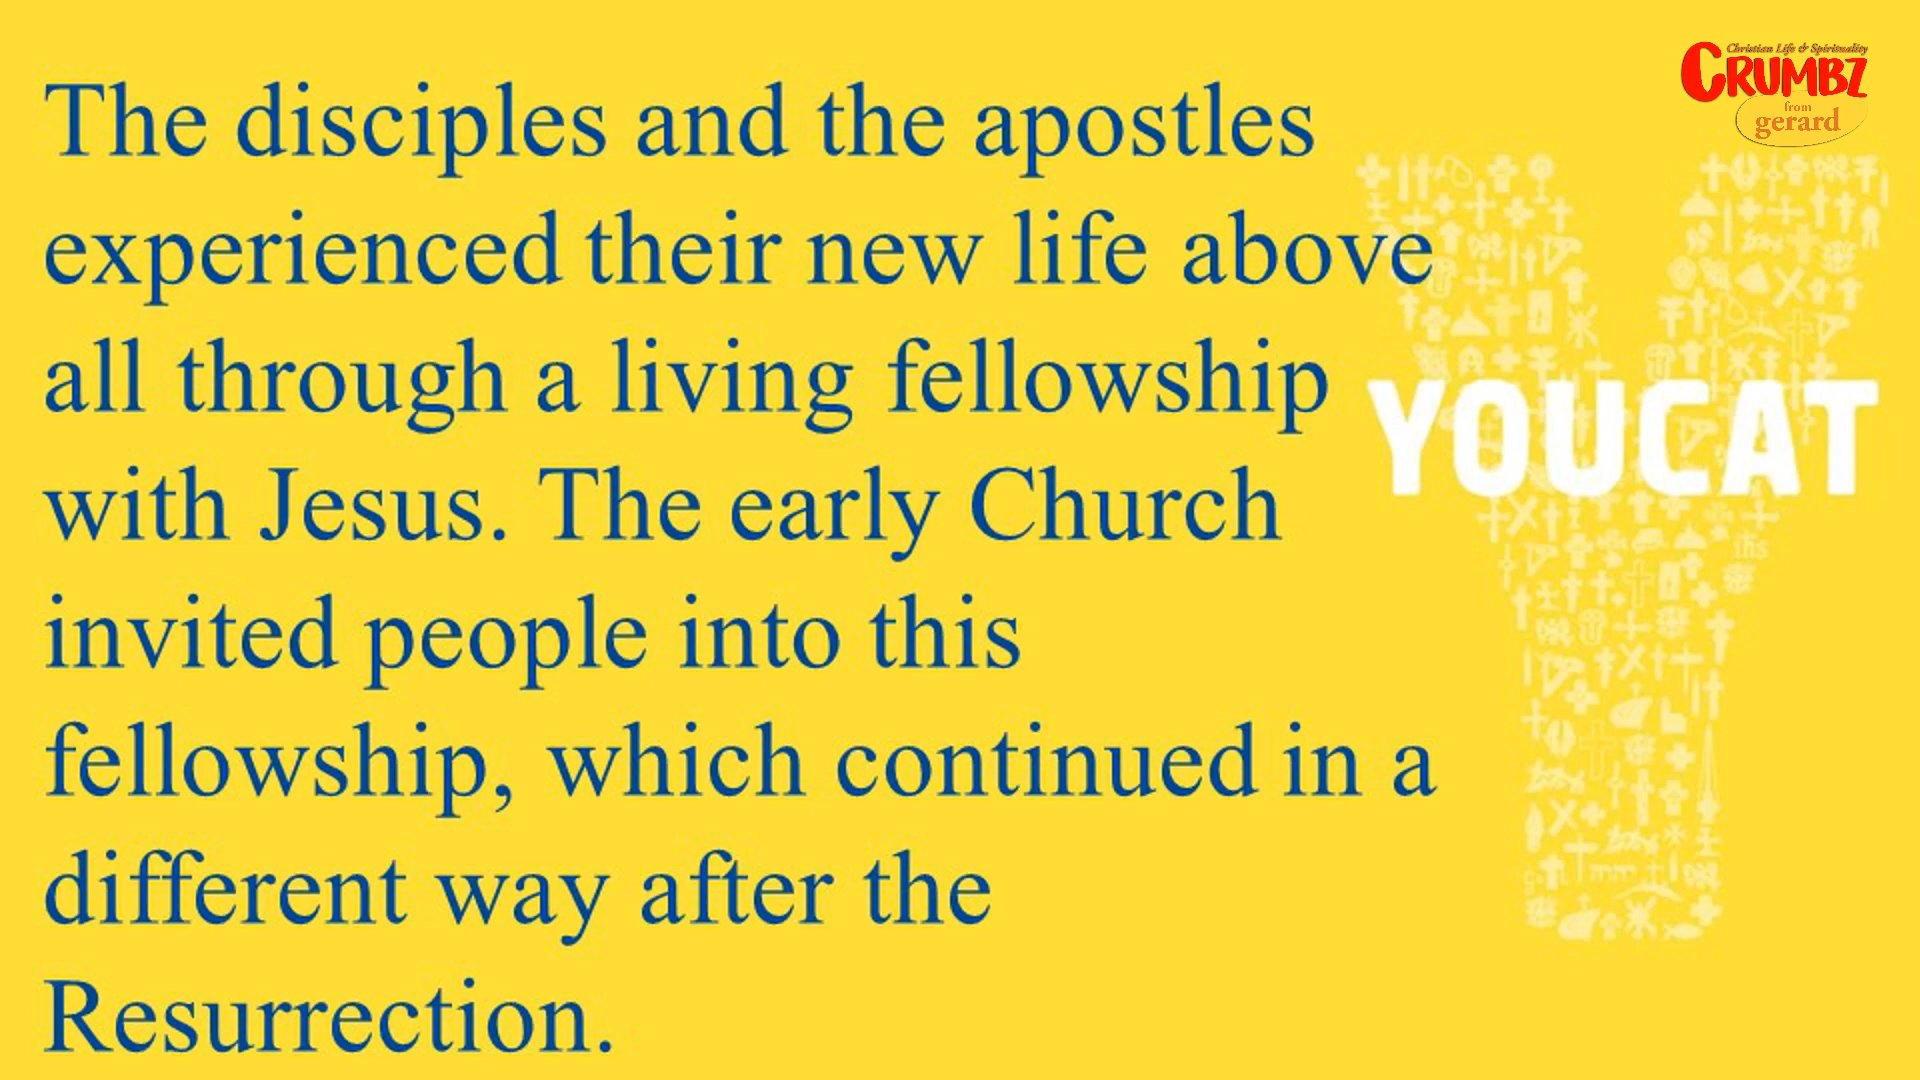 Christian Life & Spirituality
CRUMBZ
from
gerard
The disciples and the apostles
experienced their new life above
all through a living fellowship
with Jesus. The early Church
invited people into this
fellowship, which continued in a
different way after the
Resurrection.
YOUCAT
ihs